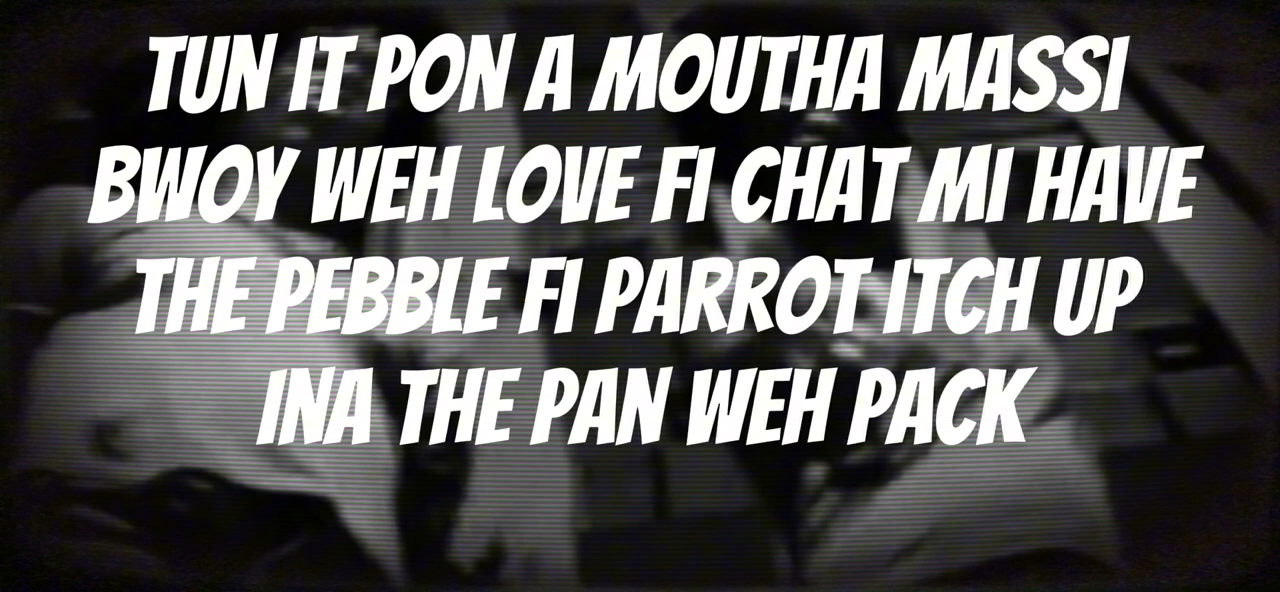 TUN IT PON A MOUTHA MASSI
BWOY WEH LOVE FI CHAT MI HAVE
THE PEBBLE FI PARROT ITCH UP
INA THE PAN WEH PACK